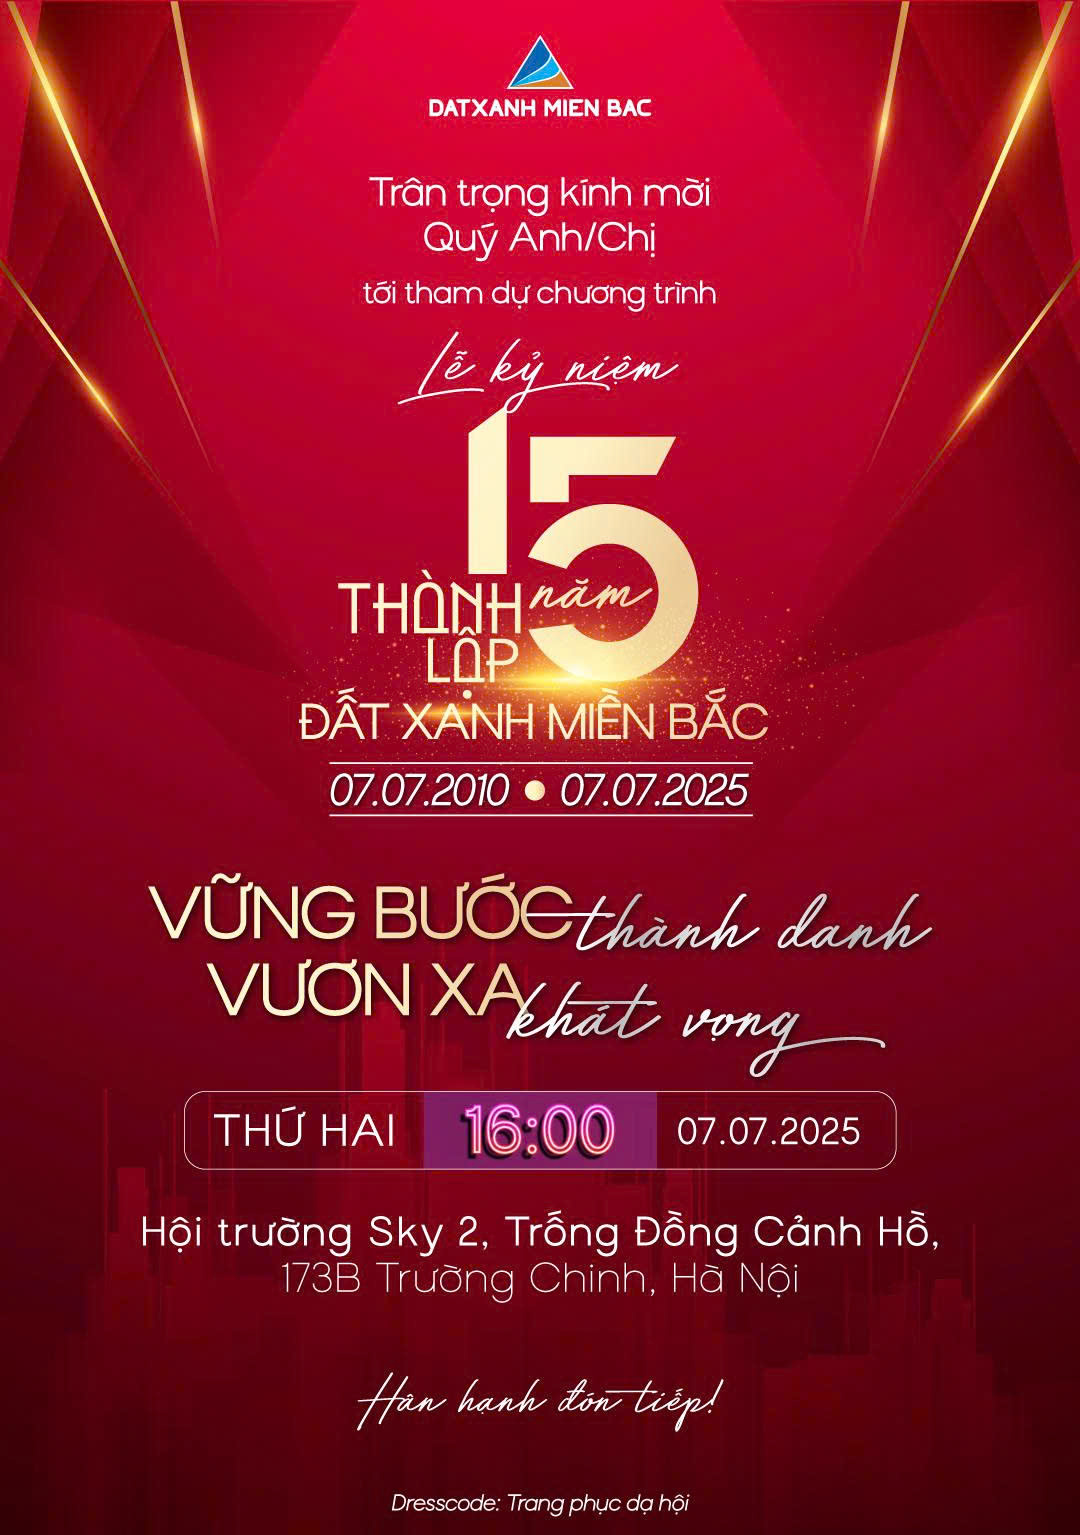 DATXANH MIEN BAC
Trân trọng kính mời
Quý Anh/Chị
tới tham dự chương trình
Lễ kỷ niệm
15
THÀNH năm
LẬP
ĐẤT XANH MIỀN BẮC
07.07.2010 • 07.07.2025
VỮNG BƯỚC thành danh
VƯƠN XA khát vọng
THỨ HAI 16:00 07.07.2025
Hội trường Sky 2, Trống Đồng Cảnh Hồ,
173B Trường Chinh, Hà Nội
Hân hạnh đón tiếp!
Dresscode: Trang phục dạ hội